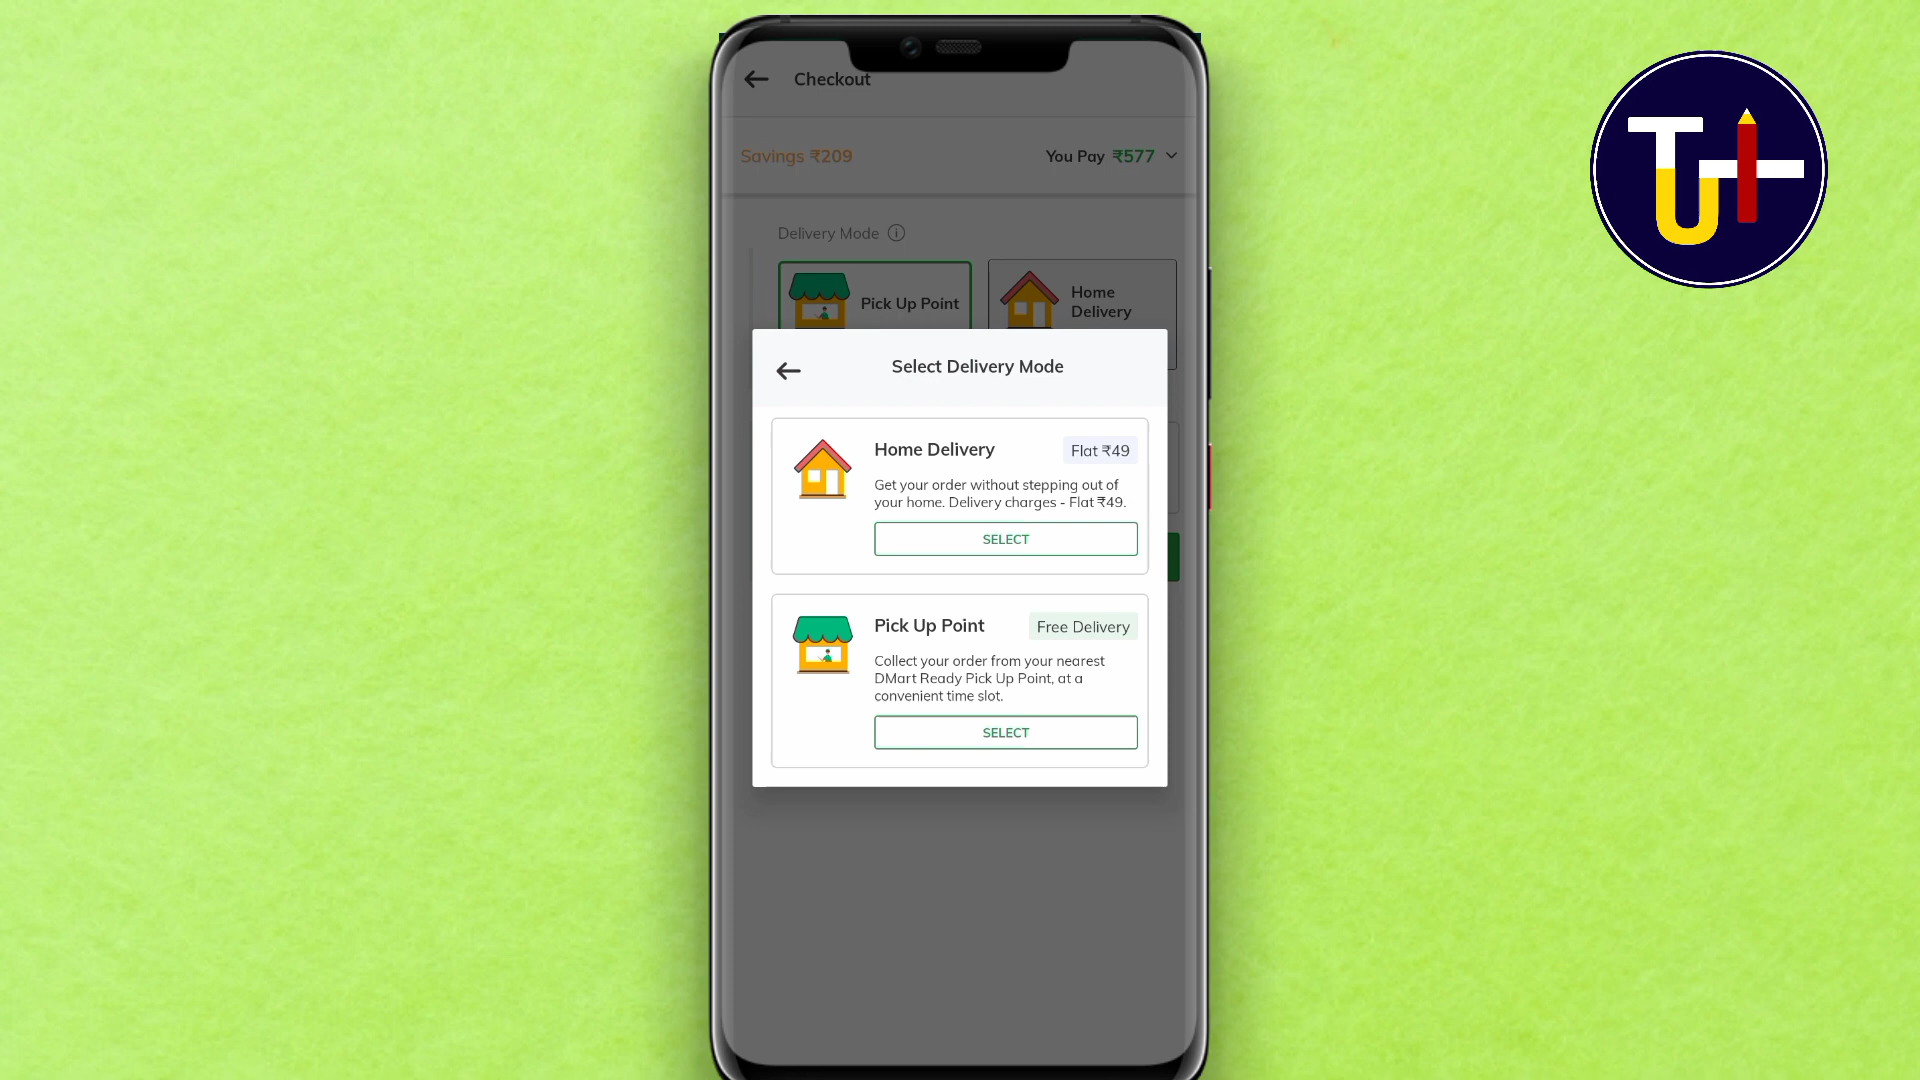 Checkout
Savings ₹209
You Pay ₹577
Delivery Mode
Pick Up Point
Home
Delivery
Select Delivery Mode
Home Delivery
Flat ₹49
Get your order without stepping out of
your home. Delivery charges - Flat ₹49.
SELECT
Pick Up Point
Free Delivery
Collect your order from your nearest
DMart Ready Pick Up Point, at a
convenient time slot.
SELECT